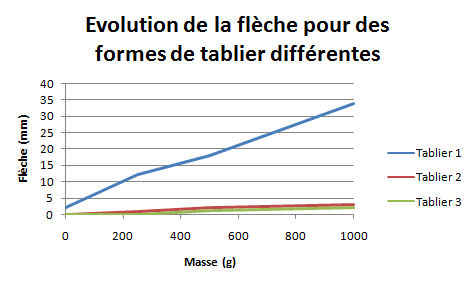 Evolution de la flèche pour des
formes de tablier différentes
40
35
30
25
20
15
10
5
0
Flèche (mm)
0 200 400 600 800 1000
Masse (g)
Tablier 1
Tablier 2
Tablier 3